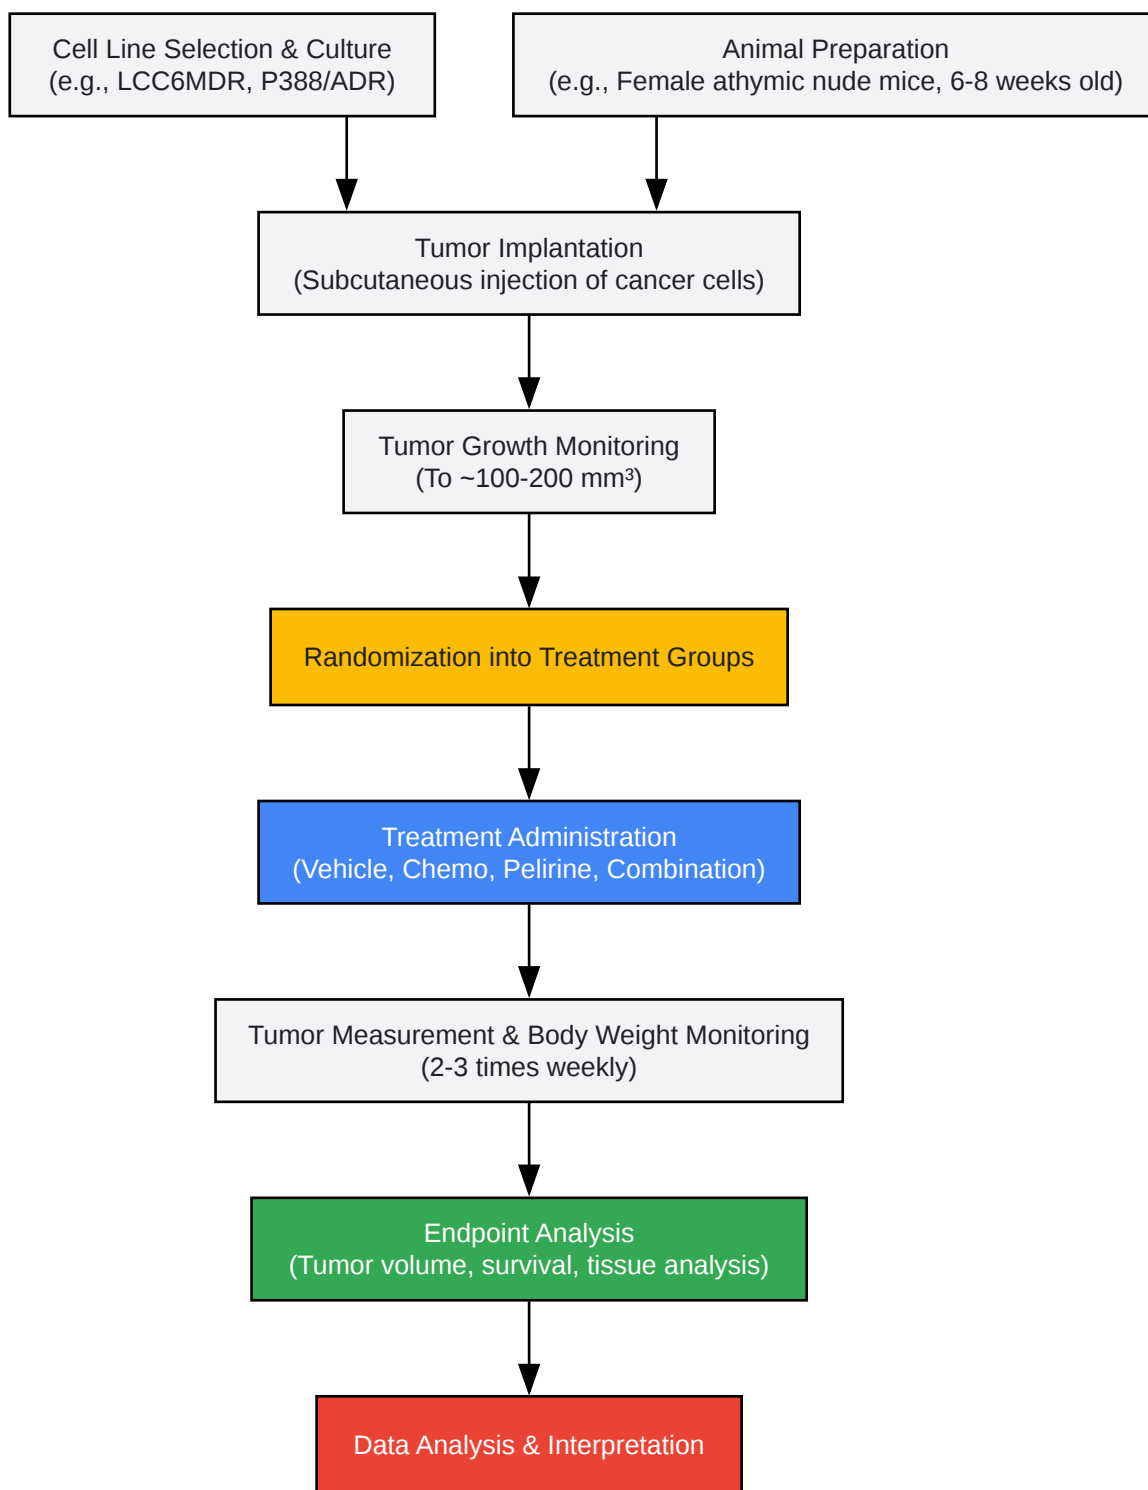 Cell Line Selection & Culture
(e.g., LCC6MDR, P388/ADR)
Animal Preparation
(e.g., Female athymic nude mice, 6-8 weeks old)
Tumor Implantation
(Subcutaneous injection of cancer cells)
Tumor Growth Monitoring
(To ~100-200 mm³)
Randomization into Treatment Groups
Treatment Administration
(Vehicle, Chemo, Pelirine, Combination)
Tumor Measurement & Body Weight Monitoring
(2-3 times weekly)
Endpoint Analysis
(Tumor volume, survival, tissue analysis)
Data Analysis & Interpretation